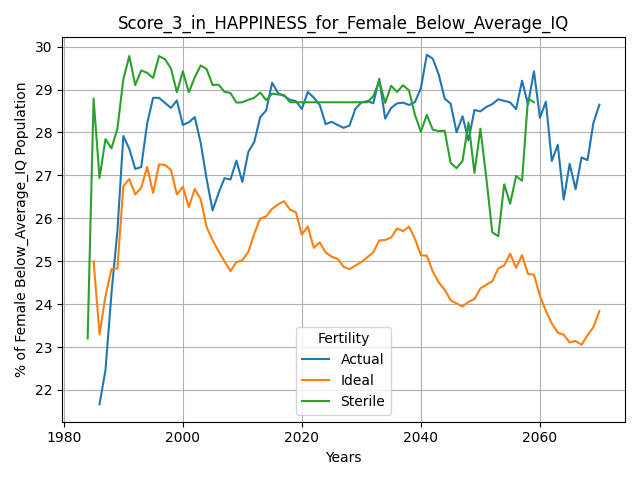 Score_3_in_HAPPINESS_for_Female_Below_Average_IQ
% of Female Below_Average_IQ Population
30
29
28
27
26
25
24
23
22
Fertility
Actual
Ideal
Sterile
1980 2000 2020 2040 2060
Years